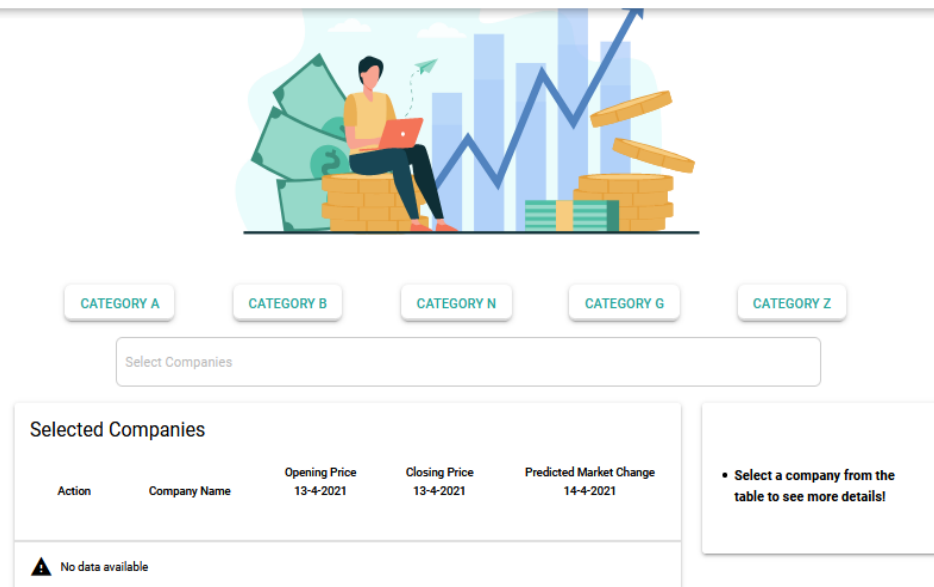 CATEGORY A
CATEGORY B
CATEGORY N
CATEGORY G
CATEGORY Z
Select Companies
Selected Companies
Action
Company Name
Opening Price
13-4-2021
Closing Price
13-4-2021
Predicted Market Change
14-4-2021
No data available
• Select a company from the
table to see more details!